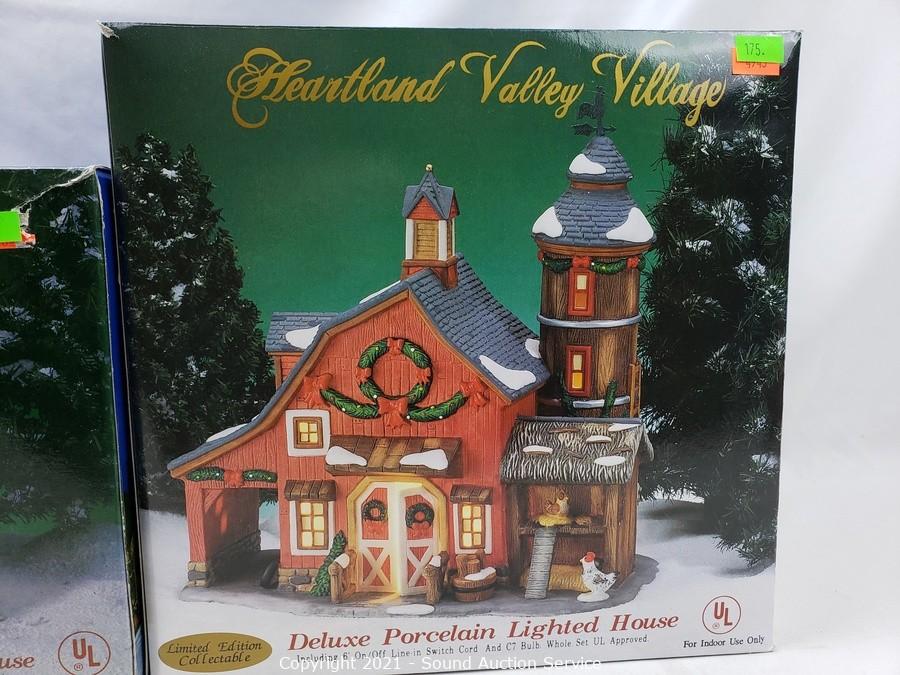 Heartland Valley Village
175.
Limited Edition
Collectable
Deluxe Porcelain Lighted House
Including 6' On/Off Line-in Switch Cord And C7 Bulb. Whole Set UL Approved.
UL
®
For Indoor Use Only
use
UL
®
Copyright 2021 - Sound Auction Service